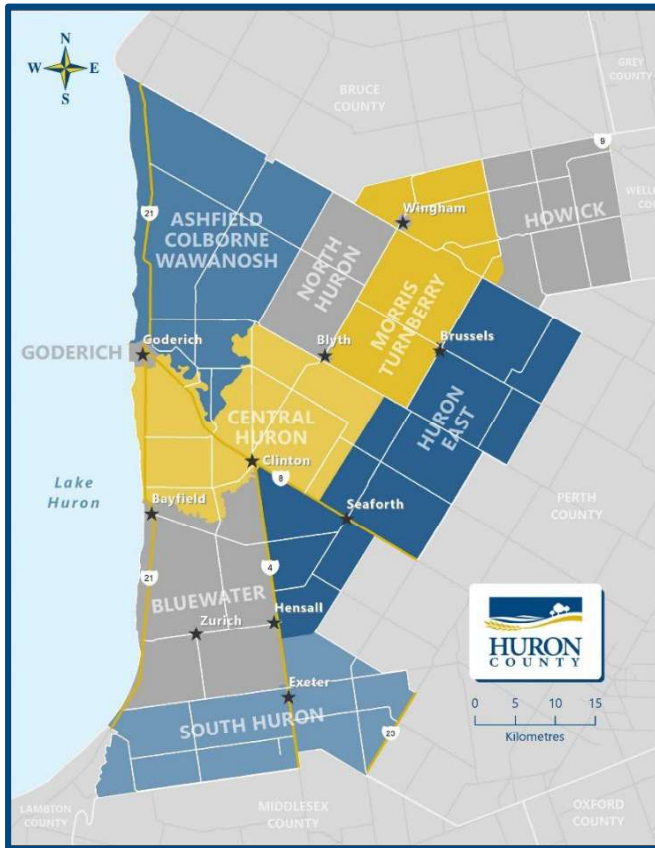 N
W
E
S
BRUCE
COUNTY
GREY
COUNTY
9
Wingham
HOWICK
21
ASHFIELD
COLBORNE
WAWANOSH
NORTH
HURON
MORRIS
TURNBERRY
GODERICH
Goderich
Blyth
Brussels
CENTRAL
HURON
HURON
EAST
Clinton
8
Lake
Huron
Bayfield
Seaforth
PERTH
COUNTY
21
4
BLUEWATER
Zurich
Hensall
HURON
COUNTY
Exeter
SOUTH HURON
23
0 5 10 15
Kilometres
LAMBTON
COUNTY
MIDDLESEX
COUNTY
OXFORD
COUNTY